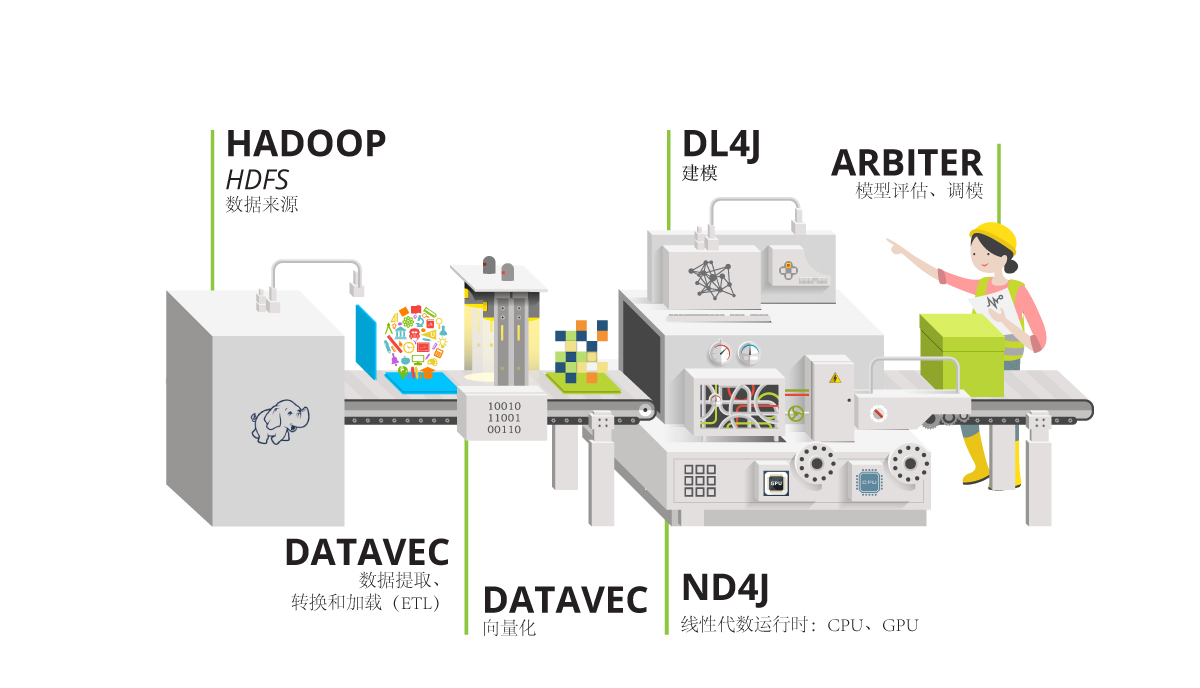 HADOOP
HDFS
数据来源
DL4J
建模
ARBITER
模型评估、调模
10010
11001
00110
GPU
CPU
DATAVEC
数据提取、
转换和加载（ETL）
DATAVEC
向量化
ND4J
线性代数运行时：CPU、GPU